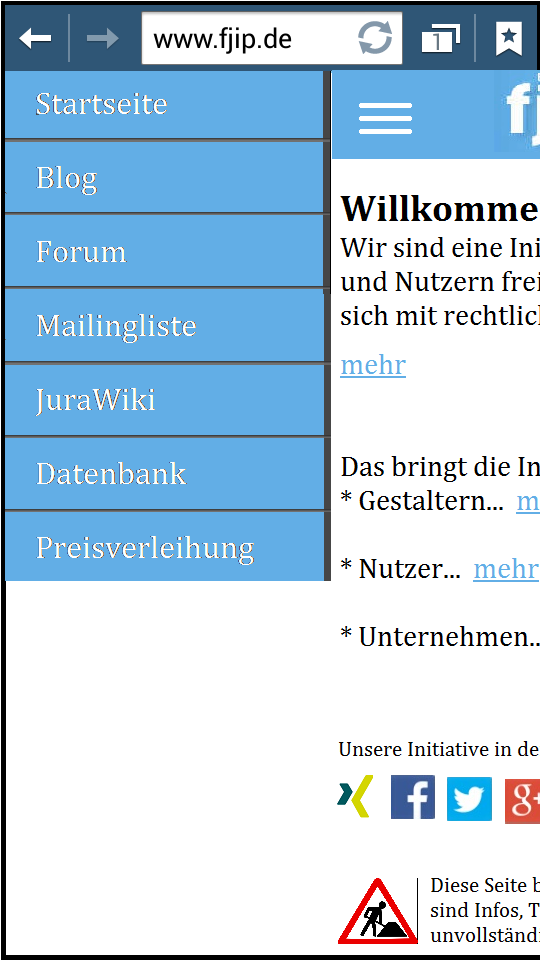 www.fjip.de
1
Startseite
Blog
Forum
Mailingliste
JuraWiki
Datenbank
Preisverleihung
fj
Willkomme
Wir sind eine Ini
und Nutzern frei
sich mit rechtlich
mehr
Das bringt die In
* Gestaltern... m
* Nutzer... mehr
* Unternehmen..
Unsere Initiative in de
f
g+
Diese Seite b
sind Infos, T
unvollständi